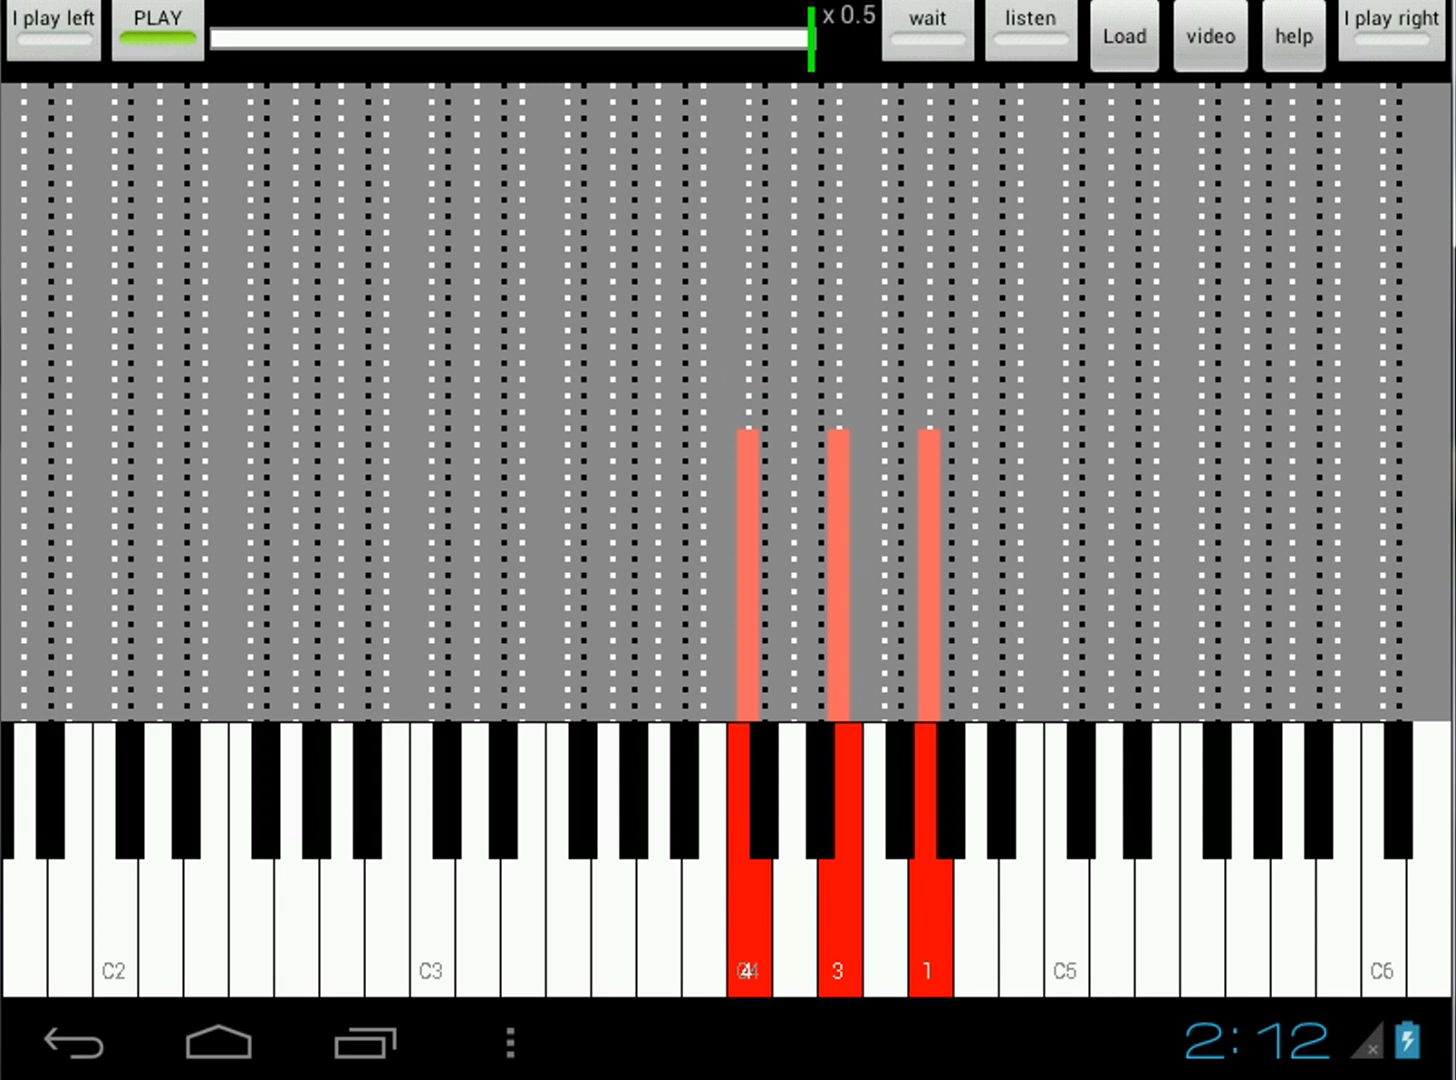 I play left
PLAY
x 0.5
wait
listen
Load
video
help
I play right
C2
C3
4
3
1
C5
C6
2:12